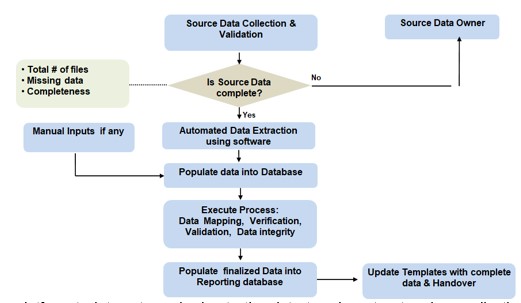 Source Data Collection &
Validation
Source Data Owner
• Total # of files
• Missing data
• Completeness
Is Source Data
complete?
No
Yes
Manual Inputs if any
Automated Data Extraction
using software
Populate data into Database
Execute Process:
Data Mapping, Verification,
Validation, Data integrity
Populate finalized Data into
Reporting database
Update Templates with complete
data & Handover